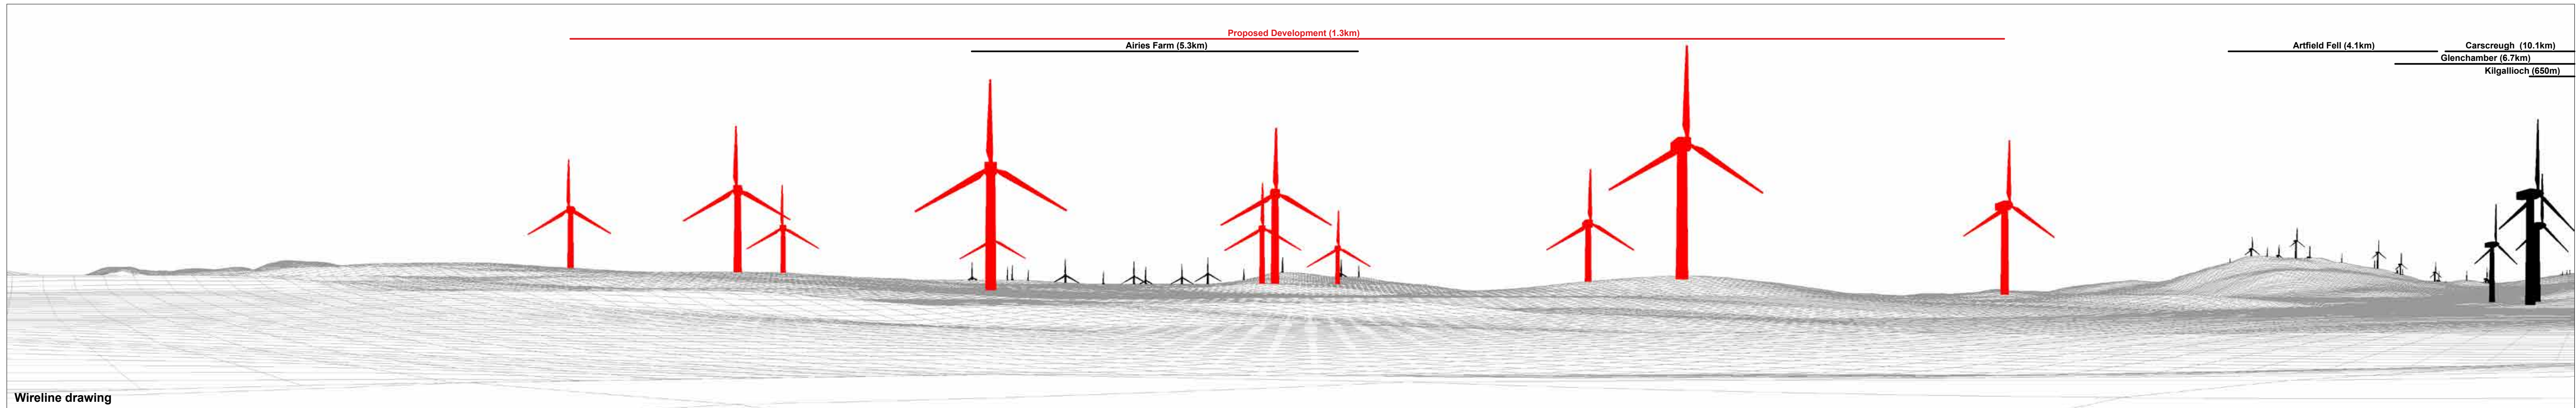 Proposed Development (1.3km)
Airies Farm (5.3km)
Artfield Fell (4.1km)
Carscreugh  (10.1km)
Glenchamber (6.7km)
Kilgallioch (650m)
Wireline drawing